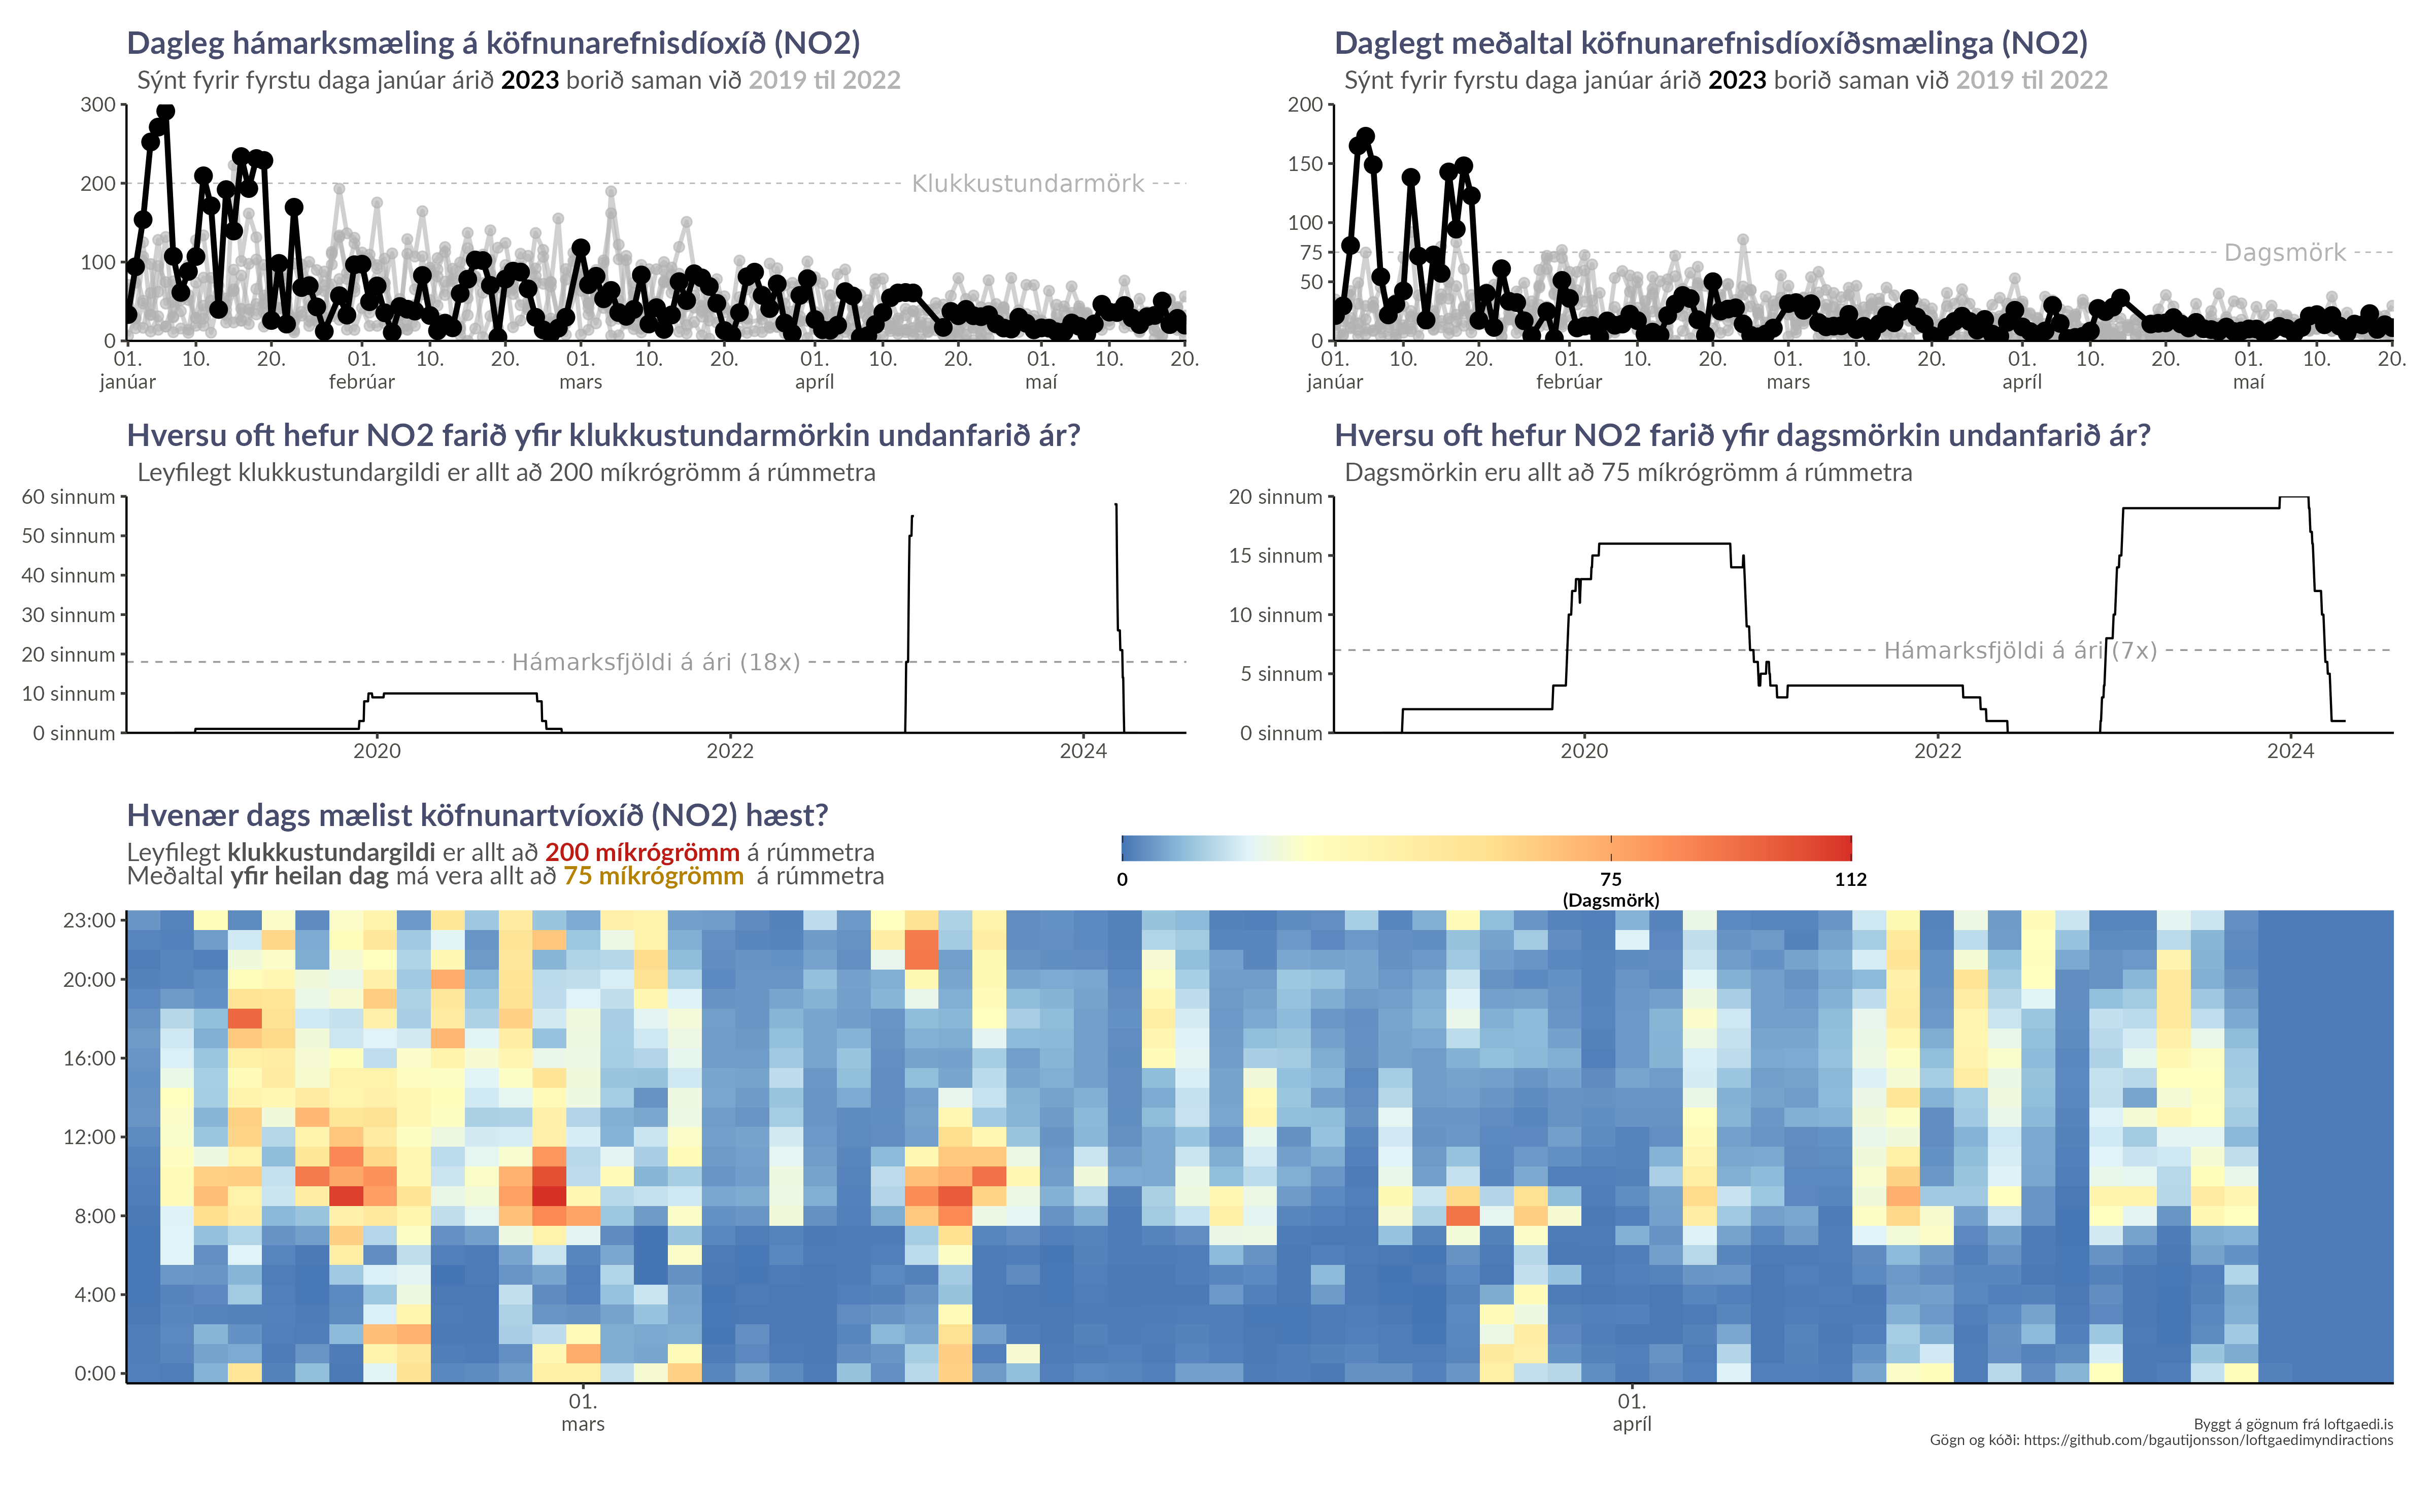 Dagleg hámarksmæling á köfnunarefnisdíoxíð (NO2)
Sýnt fyrir fyrstu daga janúar árið 2023 borið saman við 2019 til 2022
300
200
100
0
Klukkustundarmörk
01. 10. 20. 01. 10. 20. 01. 10. 20. 01. 10. 20. 01. 10. 20.
janúar febrúar mars apríl maí
Daglegt meðaltal köfnunarefnisdíoxíðsmælinga (NO2)
Sýnt fyrir fyrstu daga janúar árið 2023 borið saman við 2019 til 2022
200
150
100
75
50
0
Dagsmörk
01. 10. 20. 01. 10. 20. 01. 10. 20. 01. 10. 20. 01. 10. 20.
janúar febrúar mars apríl maí
Hversu oft hefur NO2 farið yfir klukkustundarmörkin undanfarið ár?
Leyfilegt klukkustundargildi er allt að 200 míkrógrömm á rúmmetra
60 sinnum
50 sinnum
40 sinnum
30 sinnum
20 sinnum
10 sinnum
0 sinnum
Hámarksfjöldi á ári (18x)
2020 2022 2024
Hversu oft hefur NO2 farið yfir dagsmörkin undanfarið ár?
Dagsmörkin eru allt að 75 míkrógrömm á rúmmetra
20 sinnum
15 sinnum
10 sinnum
5 sinnum
0 sinnum
Hámarksfjöldi á ári (7x)
2020 2022 2024
Hvenær dags mælist köfnunartvíoxíð (NO2) hæst?
Leyfilegt klukkustundargildi er allt að 200 míkrógrömm á rúmmetra
Meðaltal yfir heilan dag má vera allt að 75 míkrógrömm á rúmmetra
0 75 112
(Dagsmörk)
23:00
20:00
16:00
12:00
8:00
4:00
0:00
01. 01.
mars apríl
Byggt á gögnum frá loftgaedi.is
Gögn og kóði: https://github.com/bgautijonsson/loftgaedimyndiractions